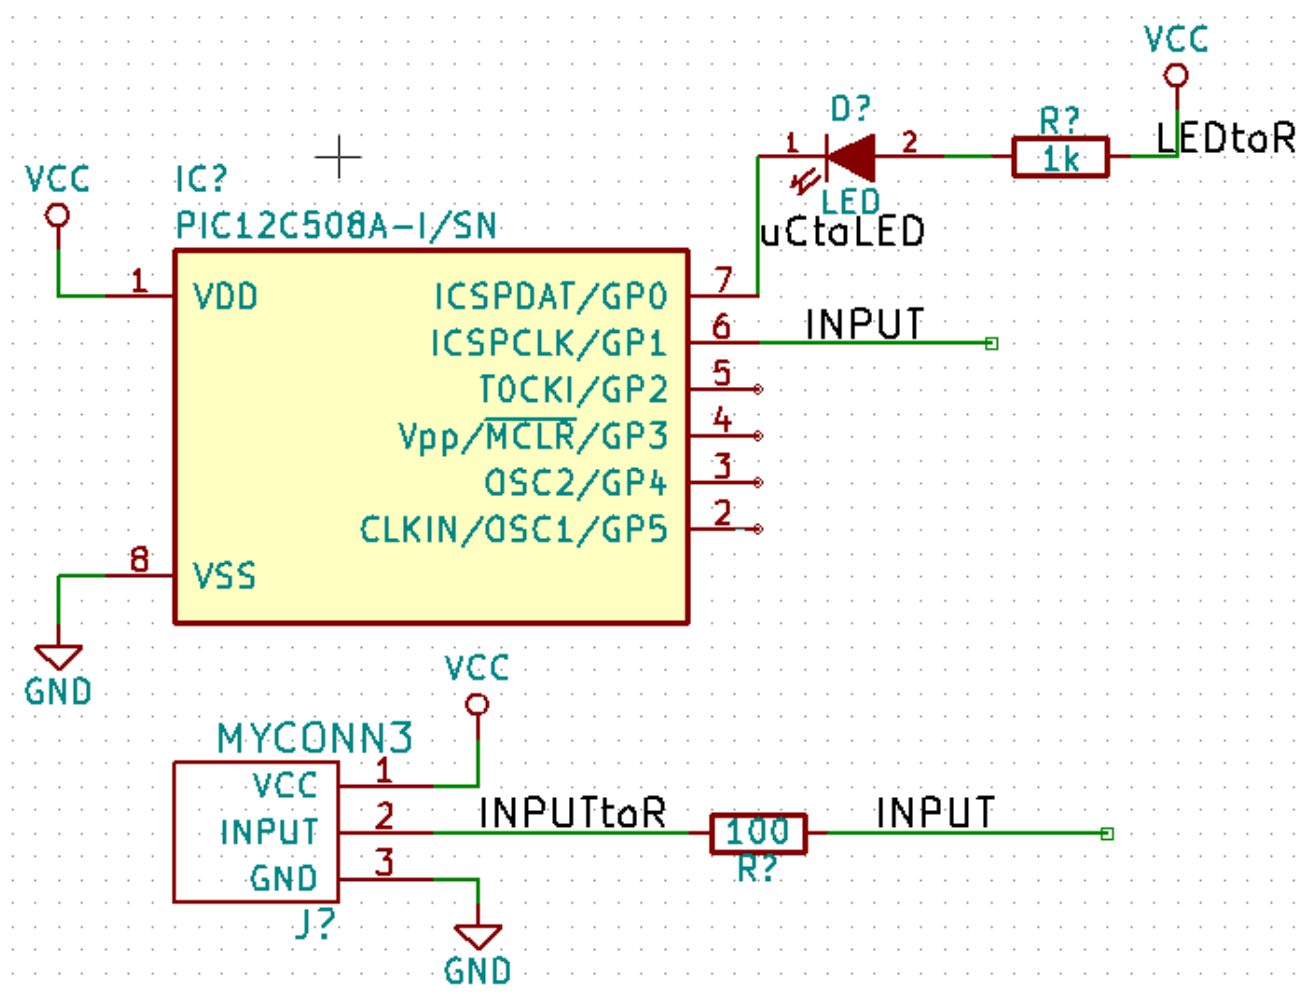 VCC
D?
R?
LEDtoR
1
2
1k
VCC
IC?
LED
PIC12C508A-I/SN
uCtoLED
1
VDD
ICSPDAT/GP0
7
ICSPCLK/GP1
6
INPUT
T0CKI/GP2
5
Vpp/MCLR/GP3
4
OSC2/GP4
3
CLKIN/OSC1/GP5
2
8
VSS
GND
VCC
MYCONN3
VCC
1
INPUT
2
INPUTtoR
100
INPUT
GND
3
R?
J?
GND